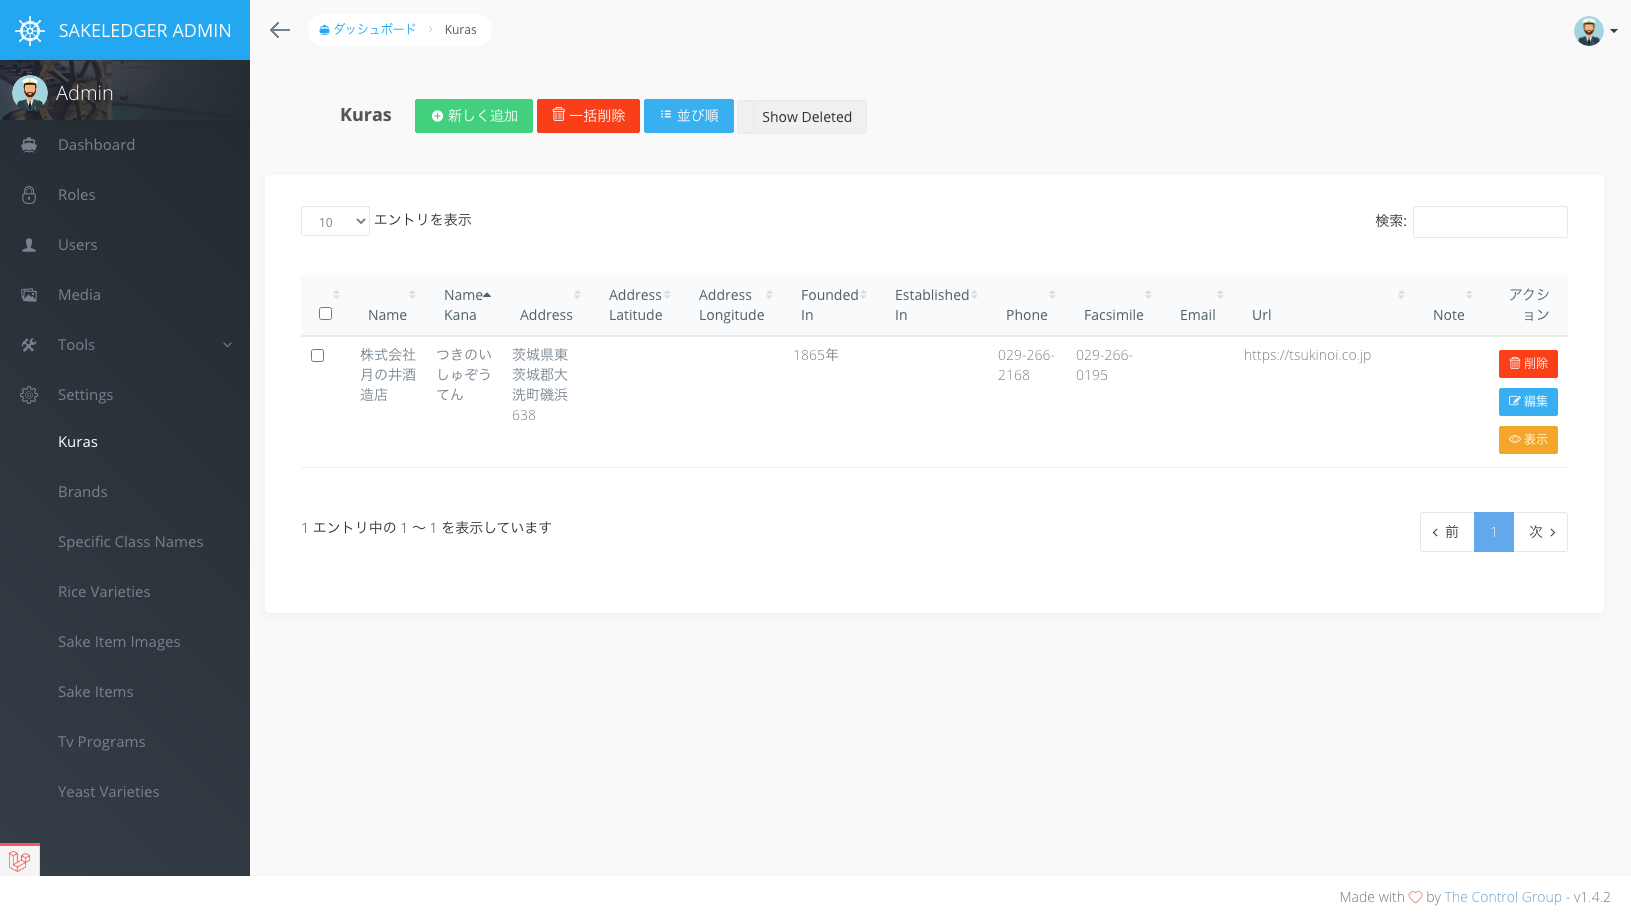 SAKELEDGER ADMIN
ダッシュボード Kuras
Admin
Dashboard
Roles
Users
Media
Tools
Settings
Kuras
Brands
Specific Class Names
Rice Varieties
Sake Item Images
Sake Items
Tv Programs
Yeast Varieties
Kuras 新しく追加 一括削除 並び順 Show Deleted
10 エントリを表示
検索:
Name
Name
Kana
Address
Address
Latitude
Address
Longitude
Founded
In
Established
In
Phone
Facsimile
Email
Url
Note
アクシ
ョン
株式会社
月の井酒
造店
つきのい
しゅぞう
てん
茨城県東
茨城郡大
洗町磯浜
638
1865年
029-266-
2168
029-266-
0195
https://tsukinoi.co.jp
削除
編集
表示
1 エントリ中の 1 〜 1 を表示しています
前 1 次
Made with by The Control Group - v1.4.2